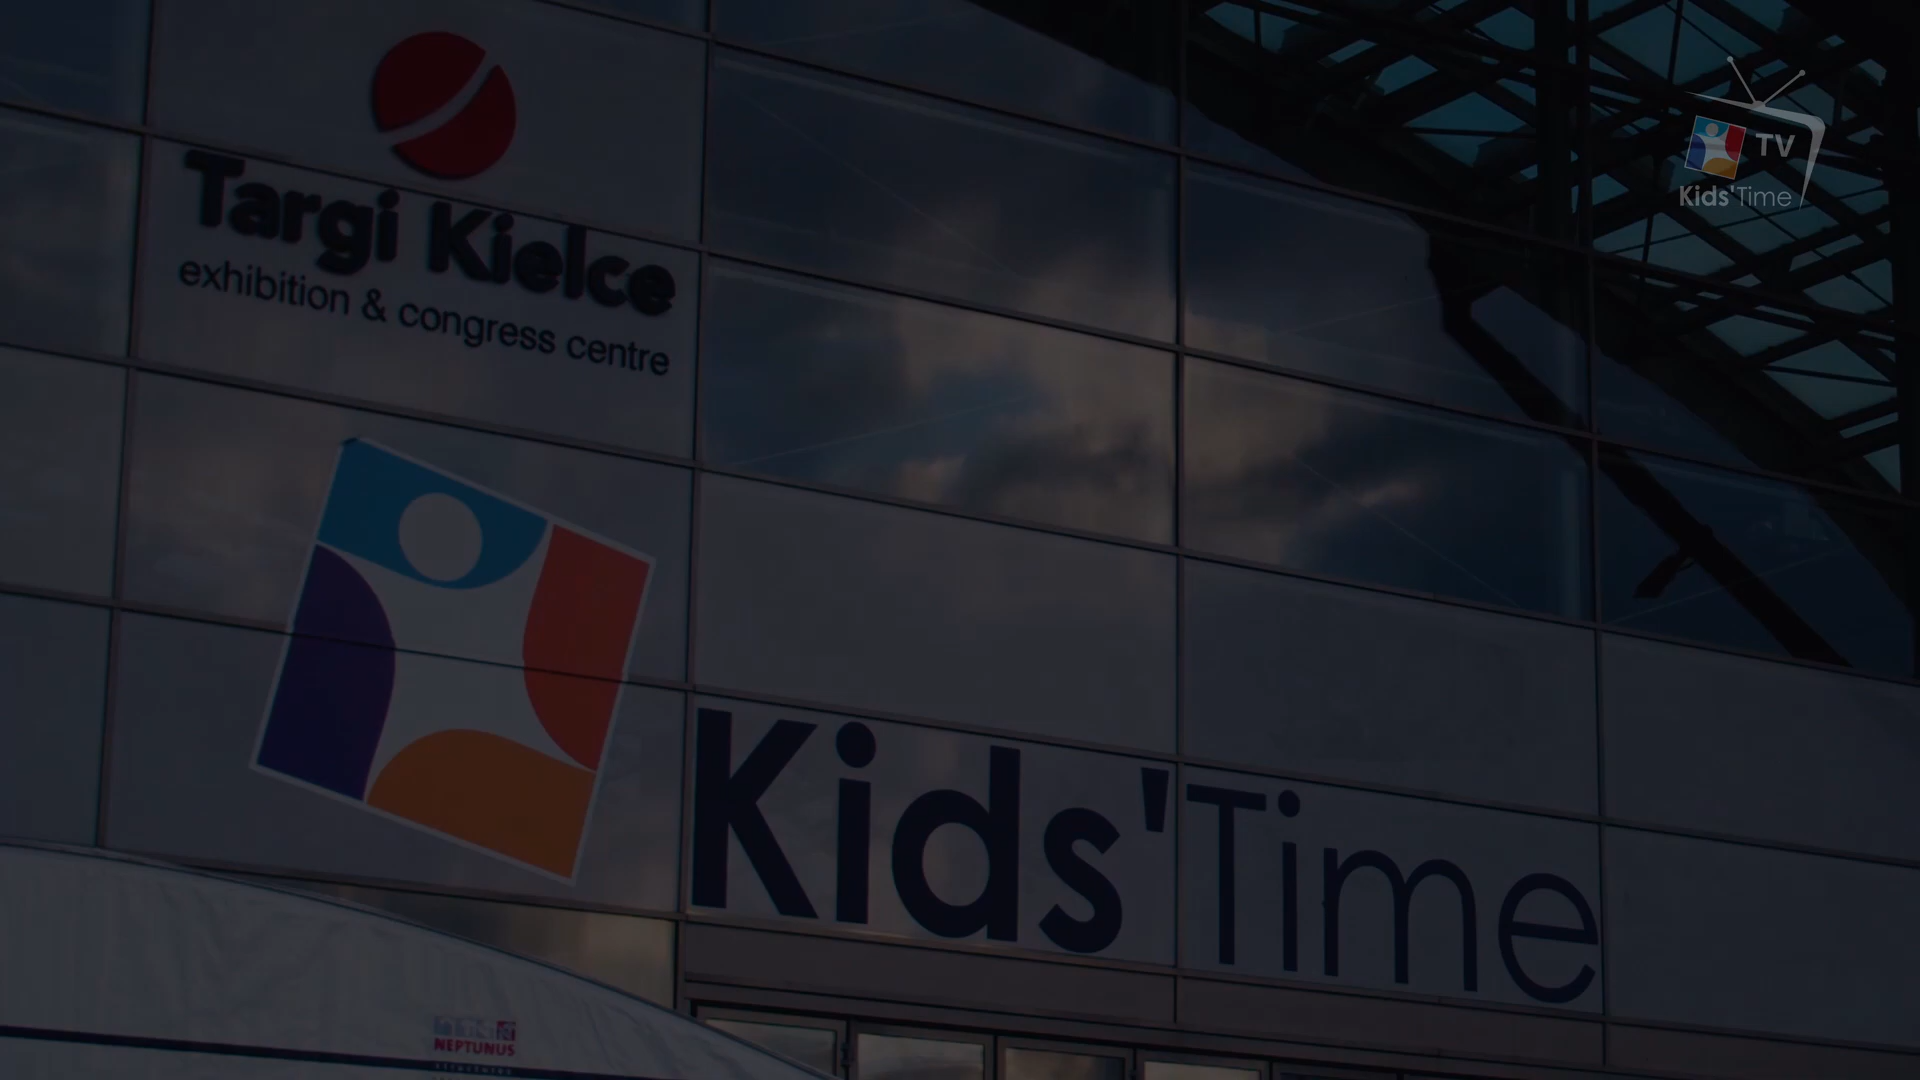 Targi Kielce
exhibition & congress centre
TV
Kids'Time
Kids'Time
NEPTUNUS